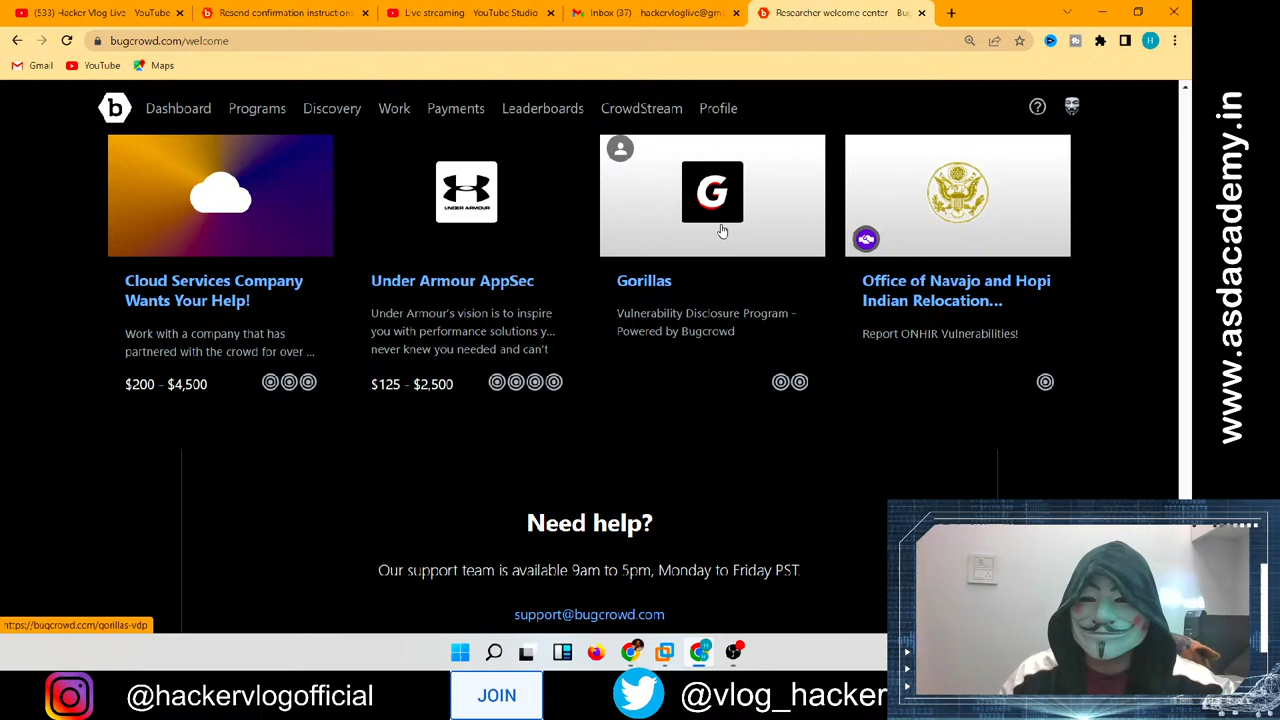 (533) Hacker Vlog Live - YouTube
Resend confirmation instruction
Live streaming - YouTube Studio
Inbox (37) - hackervloglive@gm
Researcher welcome center - Bug
bugcrowd.com/welcome
H
Gmail
YouTube
Maps
b
Dashboard
Programs
Discovery
Work
Payments
Leaderboards
CrowdStream
Profile
UNDER ARMOUR
G
Cloud Services Company
Wants Your Help!
Work with a company that has
partnered with the crowd for over ...
$200 - $4,500
Under Armour AppSec
Under Armour's vision is to inspire
you with performance solutions y...
never knew you needed and can't
$125 - $2,500
Gorillas
Vulnerability Disclosure Program -
Powered by Bugcrowd
Office of Navajo and Hopi
Indian Relocation...
Report ONHIR Vulnerabilities!
Need help?
Our support team is available 9am to 5pm, Monday to Friday PST.
support@bugcrowd.com
https://bugcrowd.com/gorillas-vdp
@hackervlogofficial
JOIN
@vlog_hacker
www.asdacademy.in